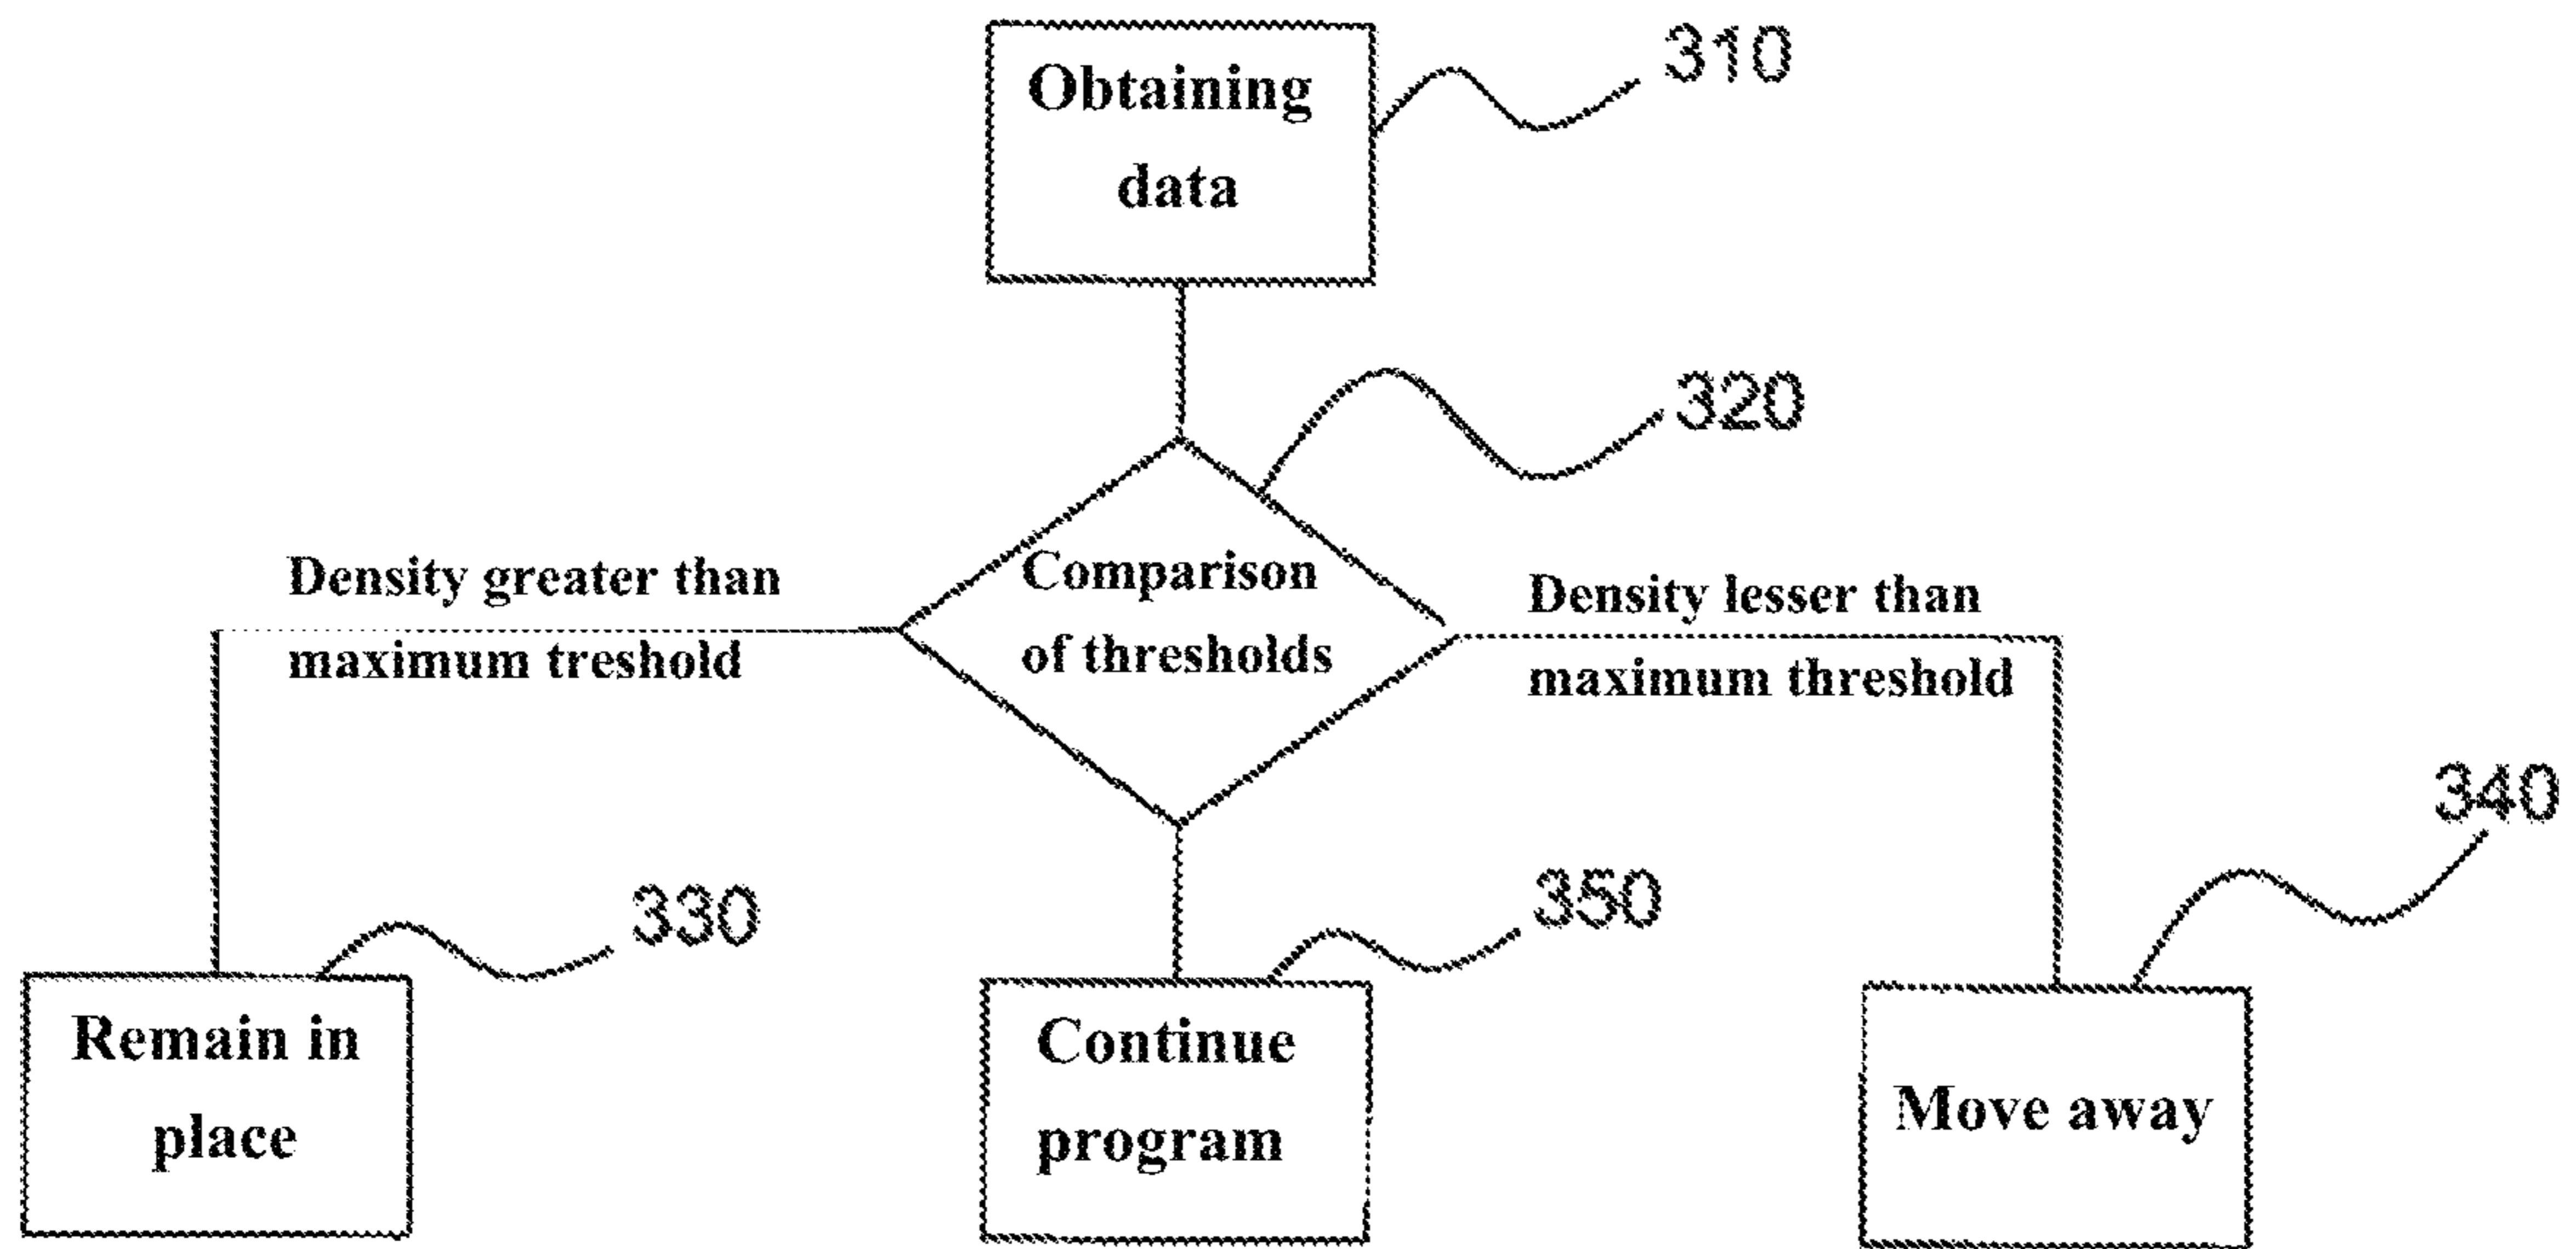 Obtaining
data
310
320
Comparison
of thresholds
Density greater than
maximum treshold
Density lesser than
maximum threshold
330
350
340
Remain in
place
Continue
program
Move away